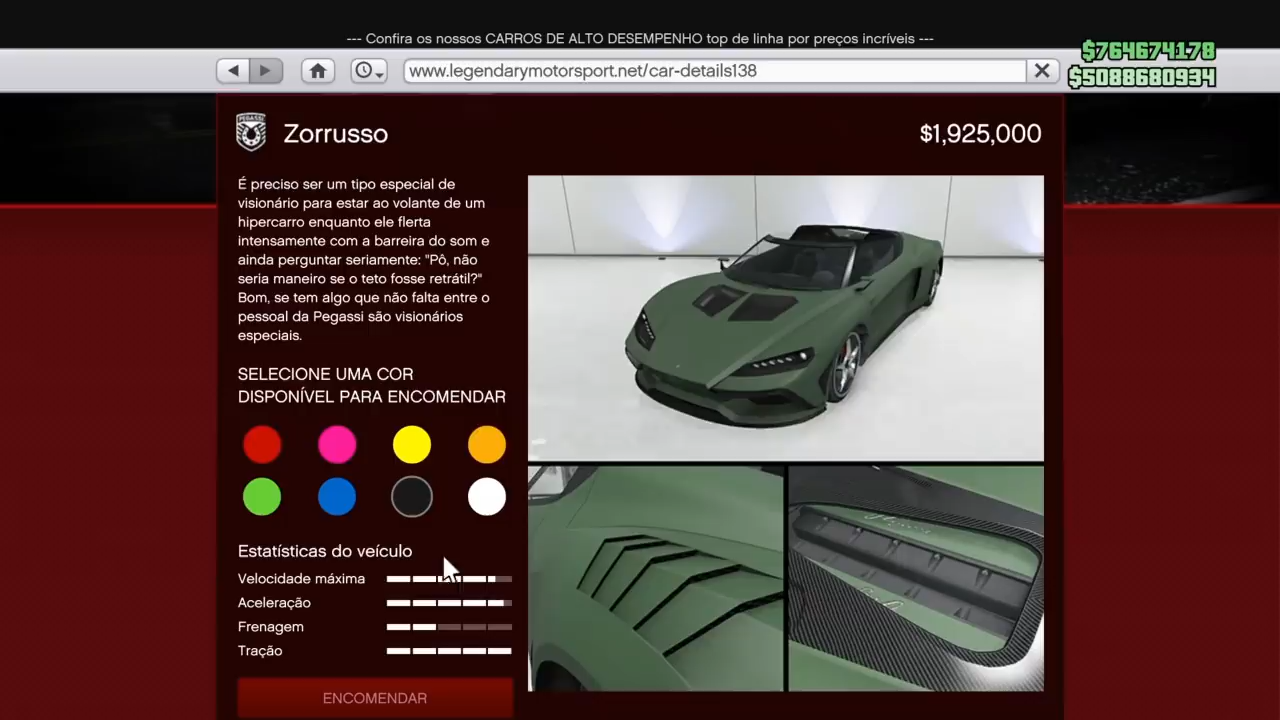 --- Confira os nossos CARROS DE ALTO DESEMPENHO top de linha por preços incríveis ---
$764674178
www.legendarymotorsport.net/car-details138
$5088680934
PEGASSI
Zorrusso
$1,925,000
É preciso ser um tipo especial de
visionário para estar ao volante de um
hipercarro enquanto ele flerta
intensamente com a barreira do som e
ainda perguntar seriamente: "Pô, não
seria maneiro se o teto fosse retrátil?"
Bom, se tem algo que não falta entre o
pessoal da Pegassi são visionários
especiais.
SELECIONE UMA COR
DISPONÍVEL PARA ENCOMENDAR
Estatísticas do veículo
Velocidade máxima
Aceleração
Frenagem
Tração
ENCOMENDAR